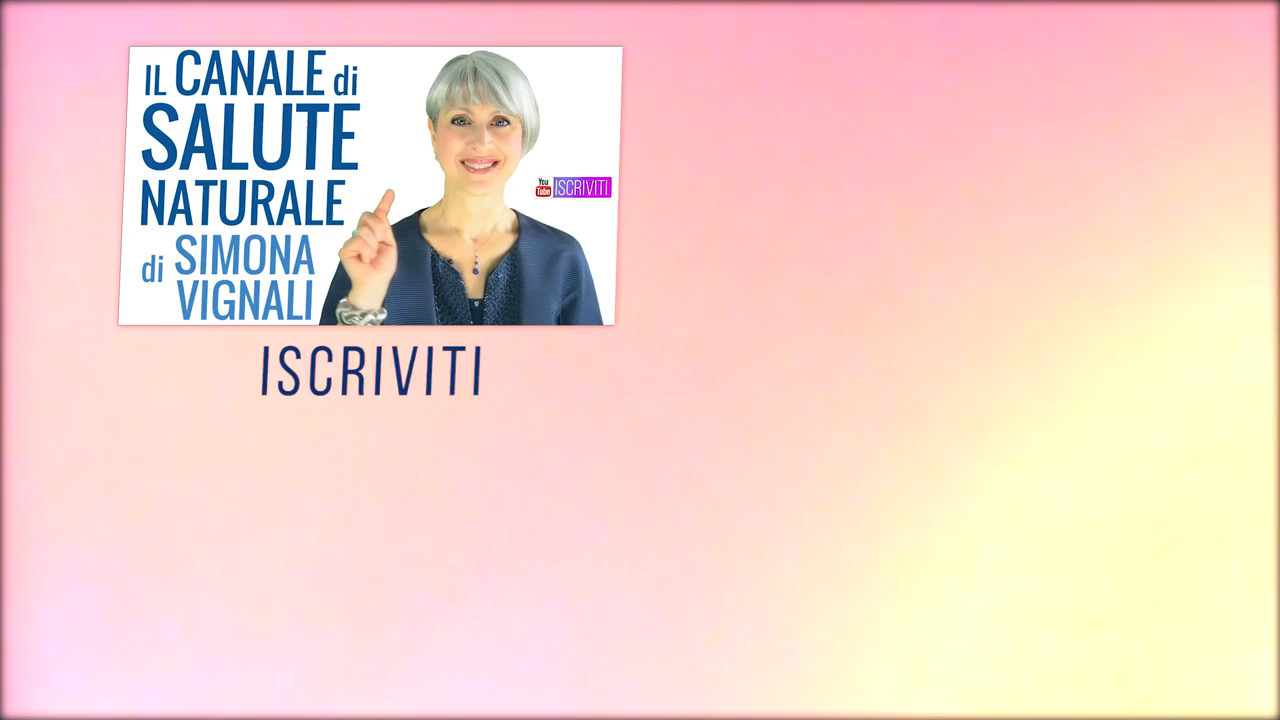 IL CANALE di
SALUTE
NATURALE
di SIMONA
VIGNALI
You
Tube ISCRIVITI
ISCRIVITI